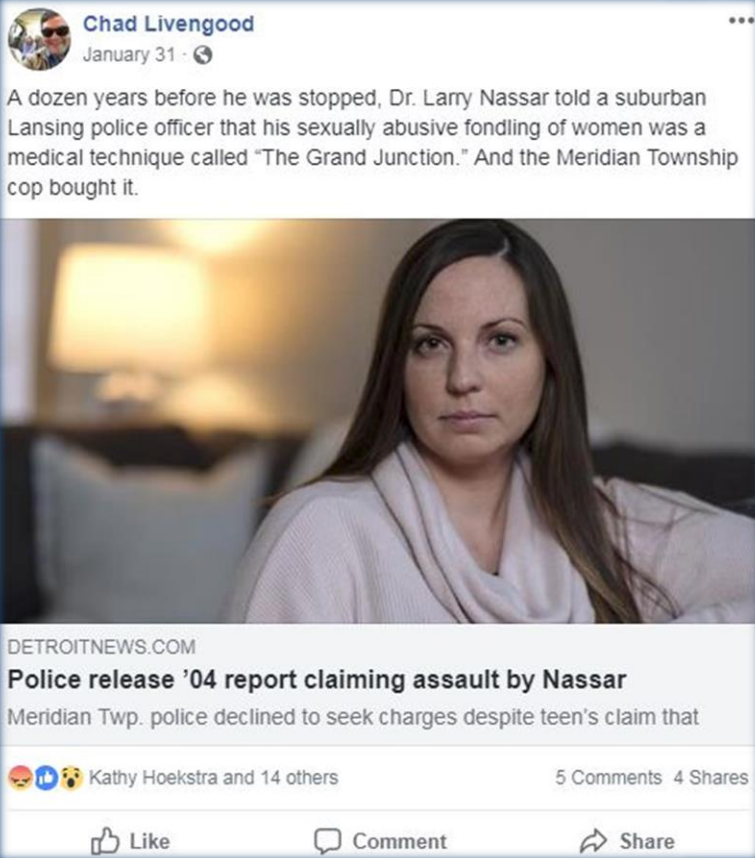 Chad Livengood
January 31 ·
A dozen years before he was stopped, Dr. Larry Nassar told a suburban
Lansing police officer that his sexually abusive fondling of women was a
medical technique called “The Grand Junction.” And the Meridian Township
cop bought it.
DETROITNEWS.COM
Police release ’04 report claiming assault by Nassar
Meridian Twp. police declined to seek charges despite teen's claim that
Kathy Hoekstra and 14 others
5 Comments 4 Shares
Like
Comment
Share